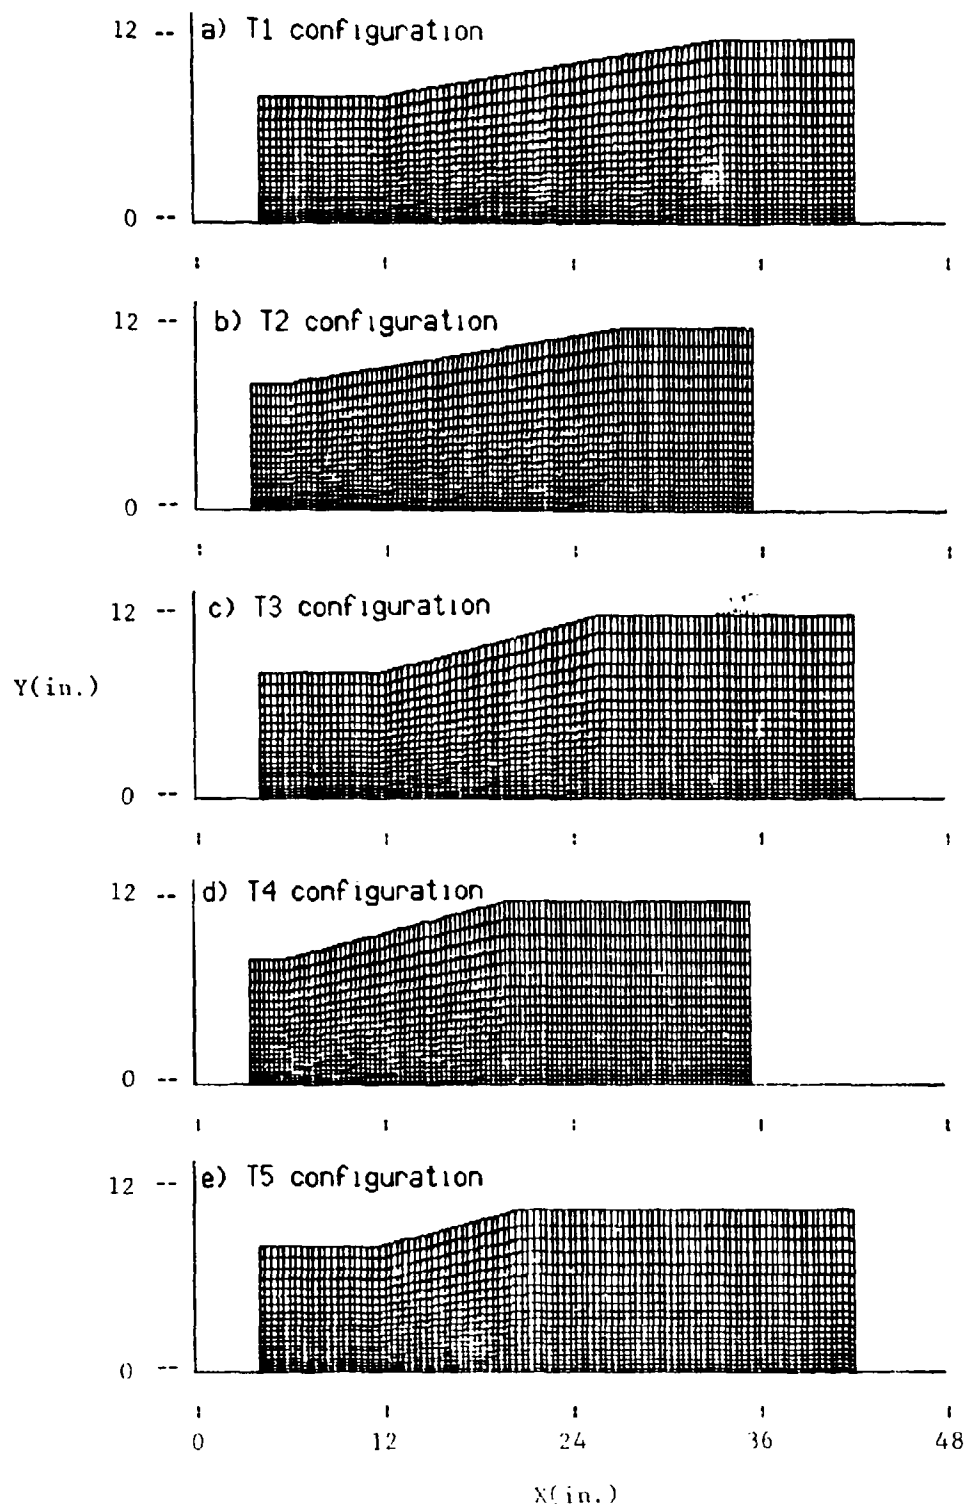 12 -- a) T1 configuration
0 --
12 -- b) T2 configuration
0 --
12 -- c) T3 configuration
Y(in.)
0 --
12 -- d) T4 configuration
0 --
12 -- e) T5 configuration
0 --
0 12 24 36 48
X(in.)